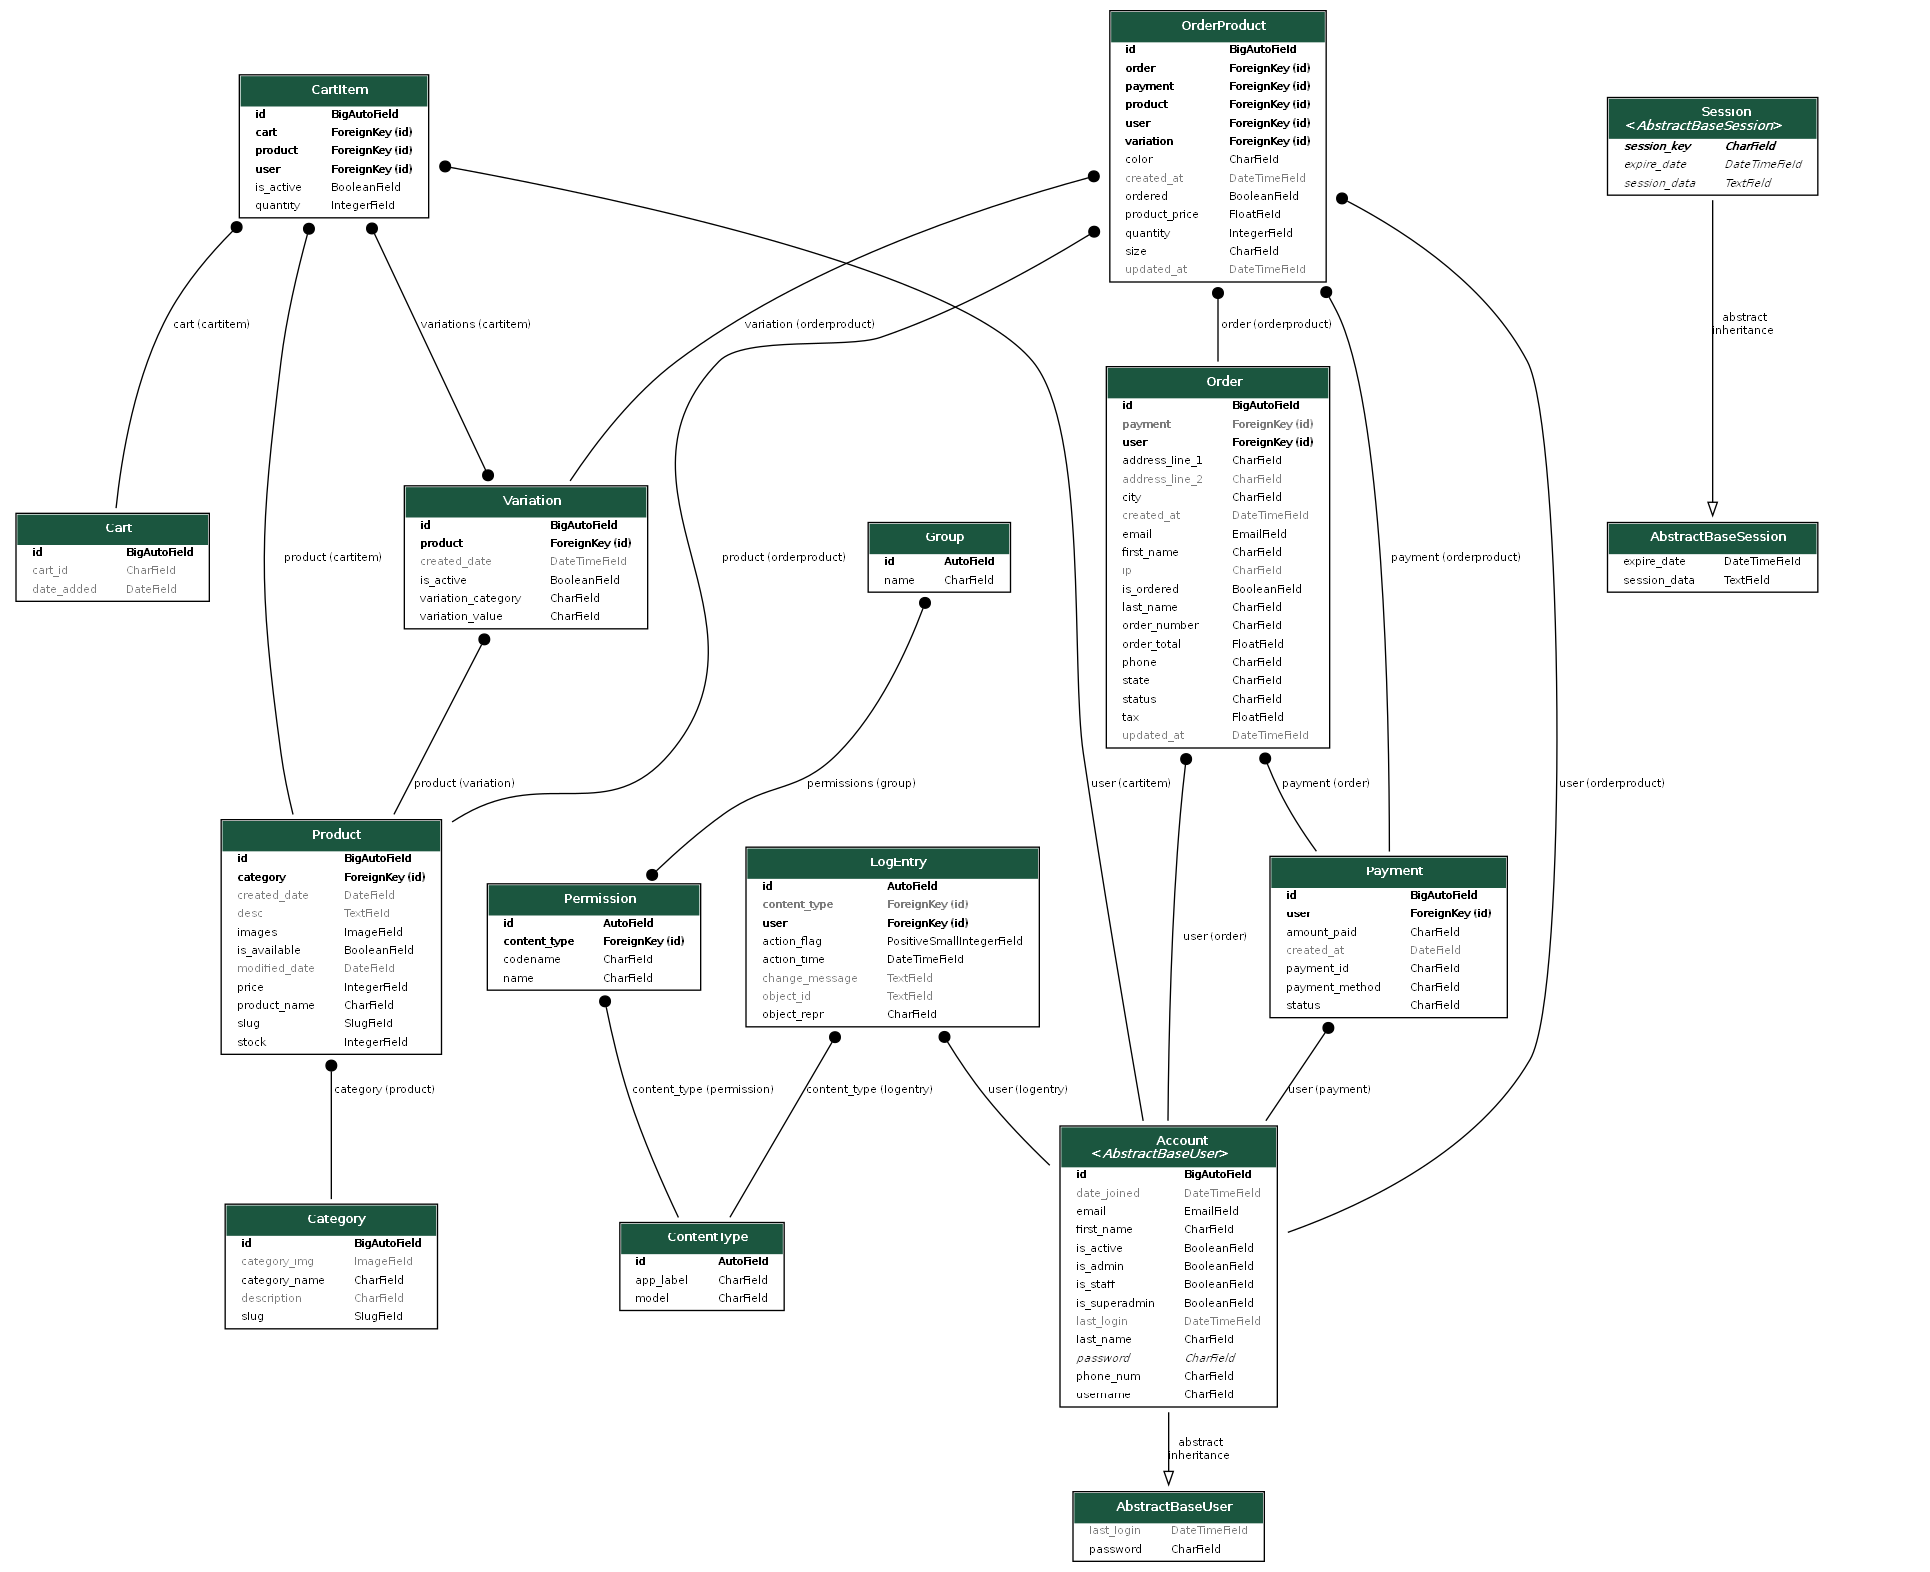 OrderProduct
id BigAutoField
order ForeignKey (id)
payment ForeignKey (id)
product ForeignKey (id)
user ForeignKey (id)
variation ForeignKey (id)
color CharField
created_at DateTimeField
ordered BooleanField
product_price FloatField
quantity IntegerField
size CharField
updated_at DateTimeField
CartItem
id BigAutoField
cart ForeignKey (id)
product ForeignKey (id)
user ForeignKey (id)
is_active BooleanField
quantity IntegerField
Session
<AbstractBaseSession>
session_key CharField
expire_date DateTimeField
session_data TextField
cart (cartitem)
variations (cartitem)
variation (orderproduct)
order (orderproduct)
abstract
inheritance
Order
id BigAutoField
payment ForeignKey (id)
user ForeignKey (id)
address_line_1 CharField
address_line_2 CharField
city CharField
created_at DateTimeField
email EmailField
first_name CharField
ip CharField
is_ordered BooleanField
last_name CharField
order_number CharField
order_total FloatField
phone CharField
state CharField
status CharField
tax FloatField
updated_at DateTimeField
Cart
id BigAutoField
cart_id CharField
date_added DateField
product (cartitem)
Variation
id BigAutoField
product ForeignKey (id)
created_date DateTimeField
is_active BooleanField
variation_category CharField
variation_value CharField
product (orderproduct)
Group
id AutoField
name CharField
payment (orderproduct)
AbstractBaseSession
expire_date DateTimeField
session_data TextField
product (variation)
permissions (group)
user (cartitem)
payment (order)
user (orderproduct)
Product
id BigAutoField
category ForeignKey (id)
created_date DateField
desc TextField
images ImageField
is_available BooleanField
modified_date DateField
price IntegerField
product_name CharField
slug SlugField
stock IntegerField
Permission
id AutoField
content_type ForeignKey (id)
codename CharField
name CharField
LogEntry
id AutoField
content_type ForeignKey (id)
user ForeignKey (id)
action_flag PositiveSmallIntegerField
action_time DateTimeField
change_message TextField
object_id TextField
object_repr CharField
user (order)
Payment
id BigAutoField
user ForeignKey (id)
amount_paid CharField
created_at DateField
payment_id CharField
payment_method CharField
status CharField
category (product)
content_type (permission)
content_type (logentry)
user (logentry)
user (payment)
Category
id BigAutoField
category_img ImageField
category_name CharField
description CharField
slug SlugField
ContentType
id AutoField
app_label CharField
model CharField
Account
<AbstractBaseUser>
id BigAutoField
date_joined DateTimeField
email EmailField
first_name CharField
is_active BooleanField
is_admin BooleanField
is_staff BooleanField
is_superadmin BooleanField
last_login DateTimeField
last_name CharField
password CharField
phone_num CharField
username CharField
abstract
inheritance
AbstractBaseUser
last_login DateTimeField
password CharField